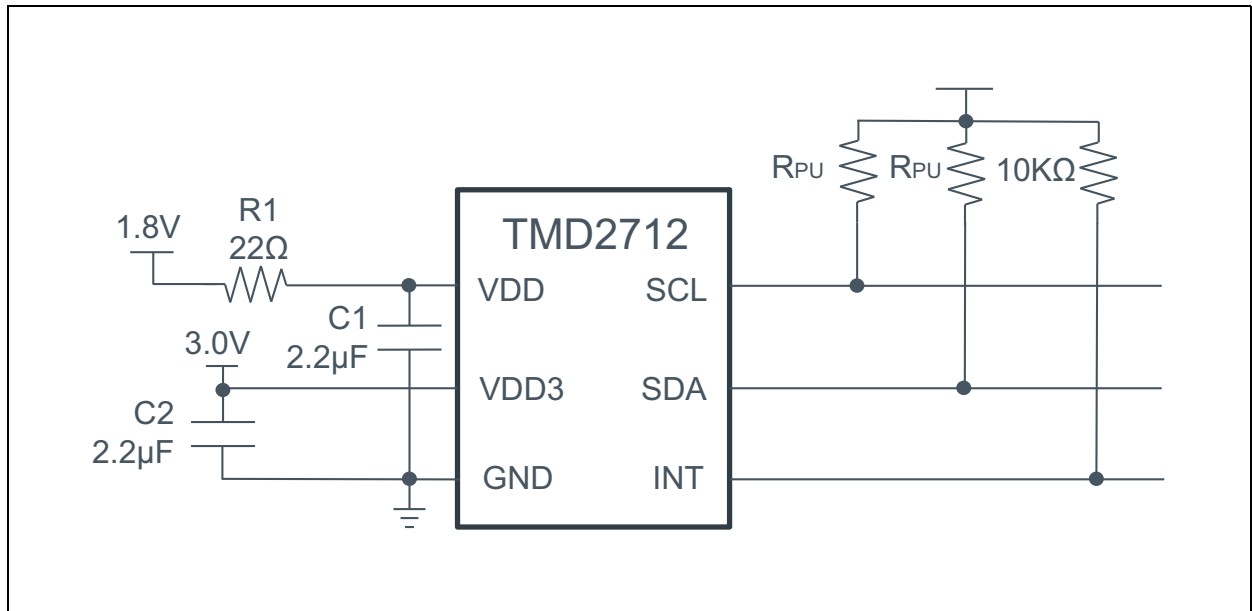 RPU
RPU
10KΩ
R1
22Ω
1.8V
TMD2712
VDD
SCL
C1
2.2µF
3.0V
VDD3
SDA
C2
2.2µF
GND
INT